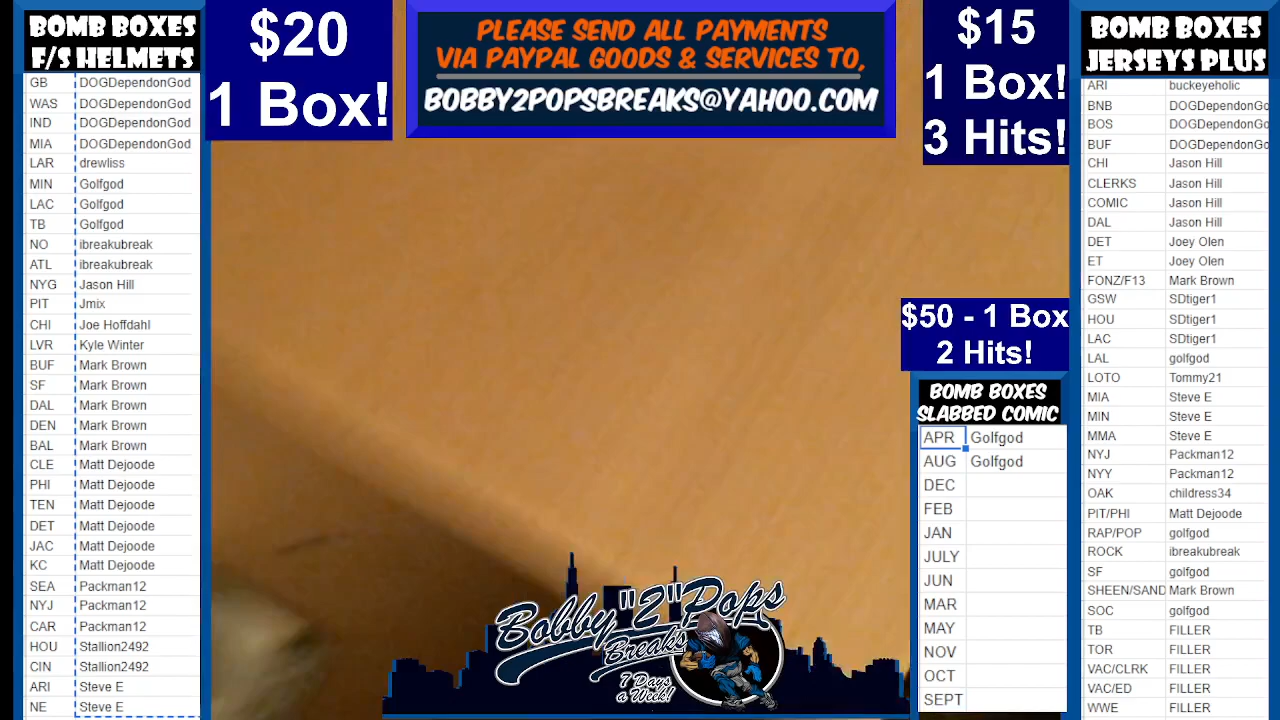 BOMB BOXES
F/S HELMETS
GB DOGDependonGod
WAS DOGDependonGod
IND DOGDependonGod
MIA DOGDependonGod
LAR drewliss
MIN Golfgod
LAC Golfgod
TB Golfgod
NO ibreakubreak
ATL ibreakubreak
NYG Jason Hill
PIT Jmix
CHI Joe Hoffdahl
LVR Kyle Winter
BUF Mark Brown
SF Mark Brown
DAL Mark Brown
DEN Mark Brown
BAL Mark Brown
CLE Matt Dejoode
PHI Matt Dejoode
TEN Matt Dejoode
DET Matt Dejoode
JAC Matt Dejoode
KC Matt Dejoode
SEA Packman12
NYJ Packman12
CAR Packman12
HOU Stallion2492
CIN Stallion2492
ARI Steve E
NE Steve E
$20
1 Box!
PLEASE SEND ALL PAYMENTS
VIA PAYPAL GOODS & SERVICES TO,
BOBBY2POPSBREAKS@YAHOO.COM
$15
1 Box!
3 Hits!
$50 - 1 Box
2 Hits!
BOMB BOXES
SLABBED COMIC
APR Golfgod
AUG Golfgod
DEC
FEB
JAN
JULY
JUN
MAR
MAY
NOV
OCT
SEPT
Bobby "2" Pops
Breaks
7 Days
a Week!
BOMB BOXES
JERSEYS PLUS
ARI buckeyeholic
BNB DOGDependonGo
BOS DOGDependonGo
BUF DOGDependonGo
CHI Jason Hill
CLERKS Jason Hill
COMIC Jason Hill
DAL Jason Hill
DET Joey Olen
ET Joey Olen
FONZ/F13 Mark Brown
GSW SDtiger1
HOU SDtiger1
LAC SDtiger1
LAL golfgod
LOTO Tommy21
MIA Steve E
MIN Steve E
MMA Steve E
NYJ Packman12
NYY Packman12
OAK childress34
PIT/PHI Matt Dejoode
RAP/POP golfgod
ROCK ibreakubreak
SF golfgod
SHEEN/SAND Mark Brown
SOC golfgod
TB FILLER
TOR FILLER
VAC/CLRK FILLER
VAC/ED FILLER
WWE FILLER